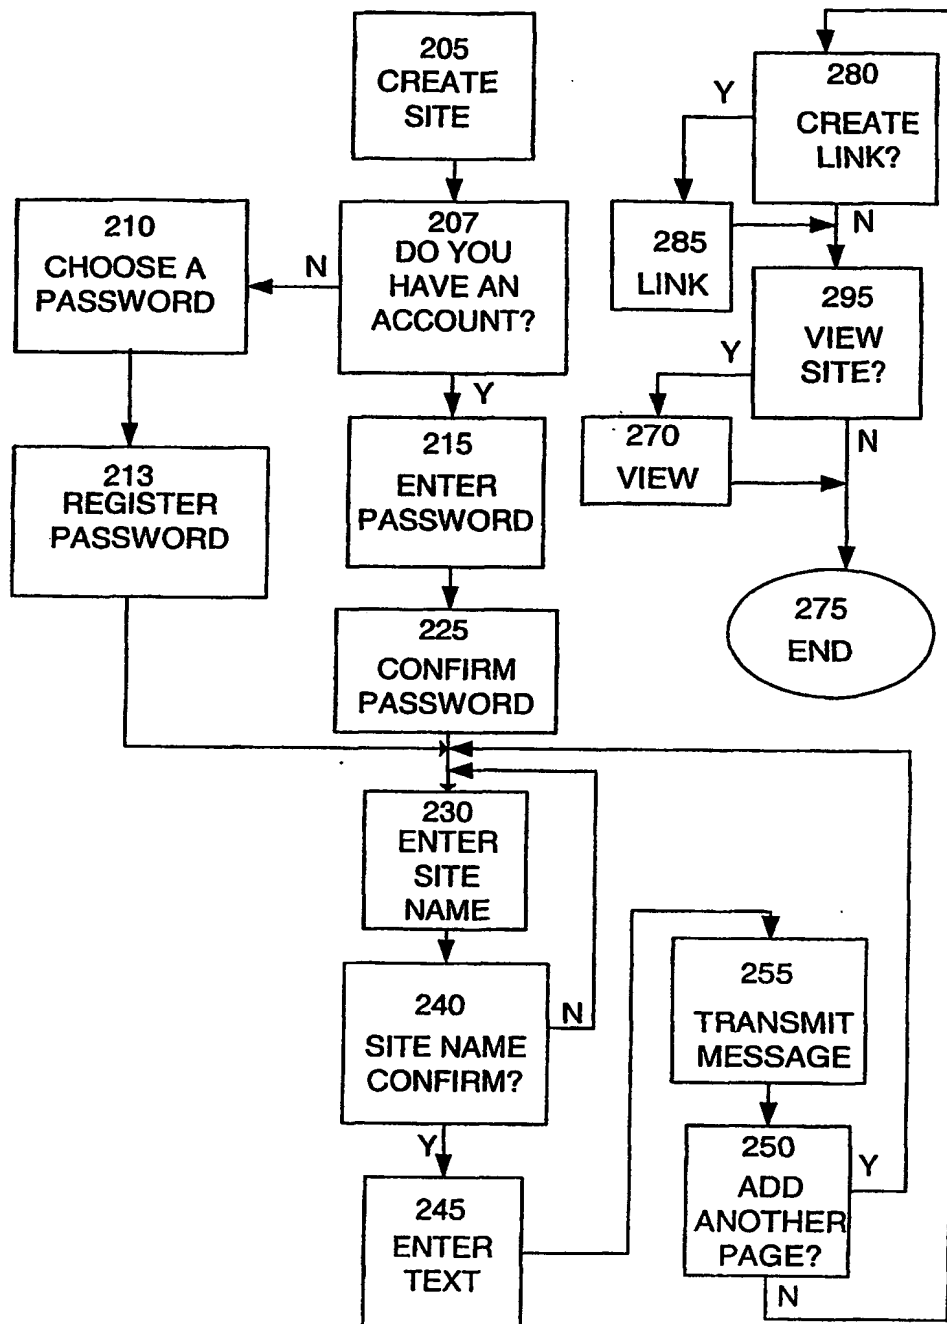 205
CREATE
SITE
207
DO YOU
HAVE AN
ACCOUNT?
N
Y
210
CHOOSE A
PASSWORD
213
REGISTER
PASSWORD
215
ENTER
PASSWORD
225
CONFIRM
PASSWORD
230
ENTER
SITE
NAME
240
SITE NAME
CONFIRM?
N
Y
245
ENTER
TEXT
255
TRANSMIT
MESSAGE
250
ADD
ANOTHER
PAGE?
Y
N
280
CREATE
LINK?
Y
N
285
LINK
295
VIEW
SITE?
Y
N
270
VIEW
275
END